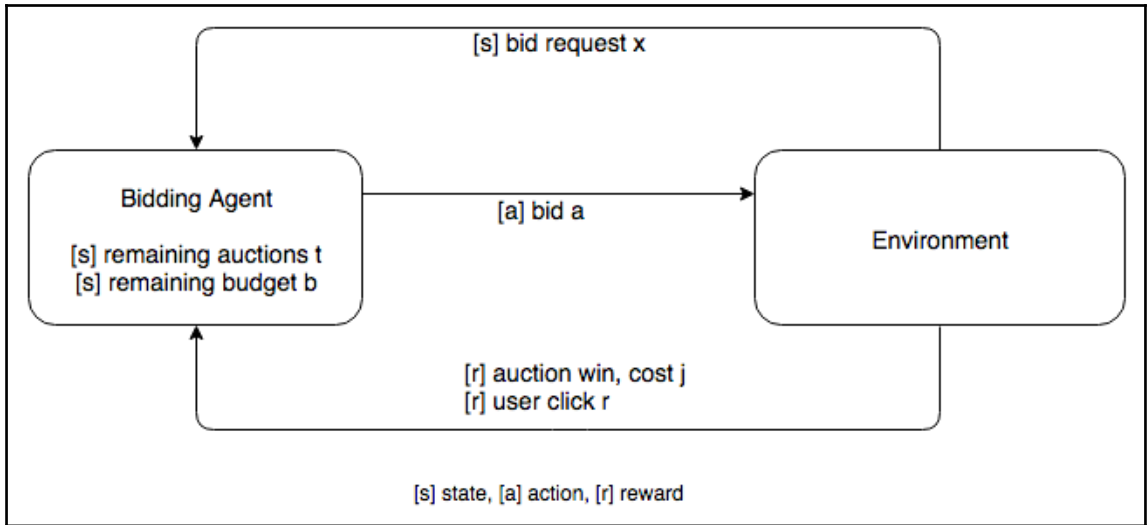 [s] bid request x
Bidding Agent
[s] remaining auctions t
[s] remaining budget b
[a] bid a
Environment
[r] auction win, cost j
[r] user click r
[s] state, [a] action, [r] reward